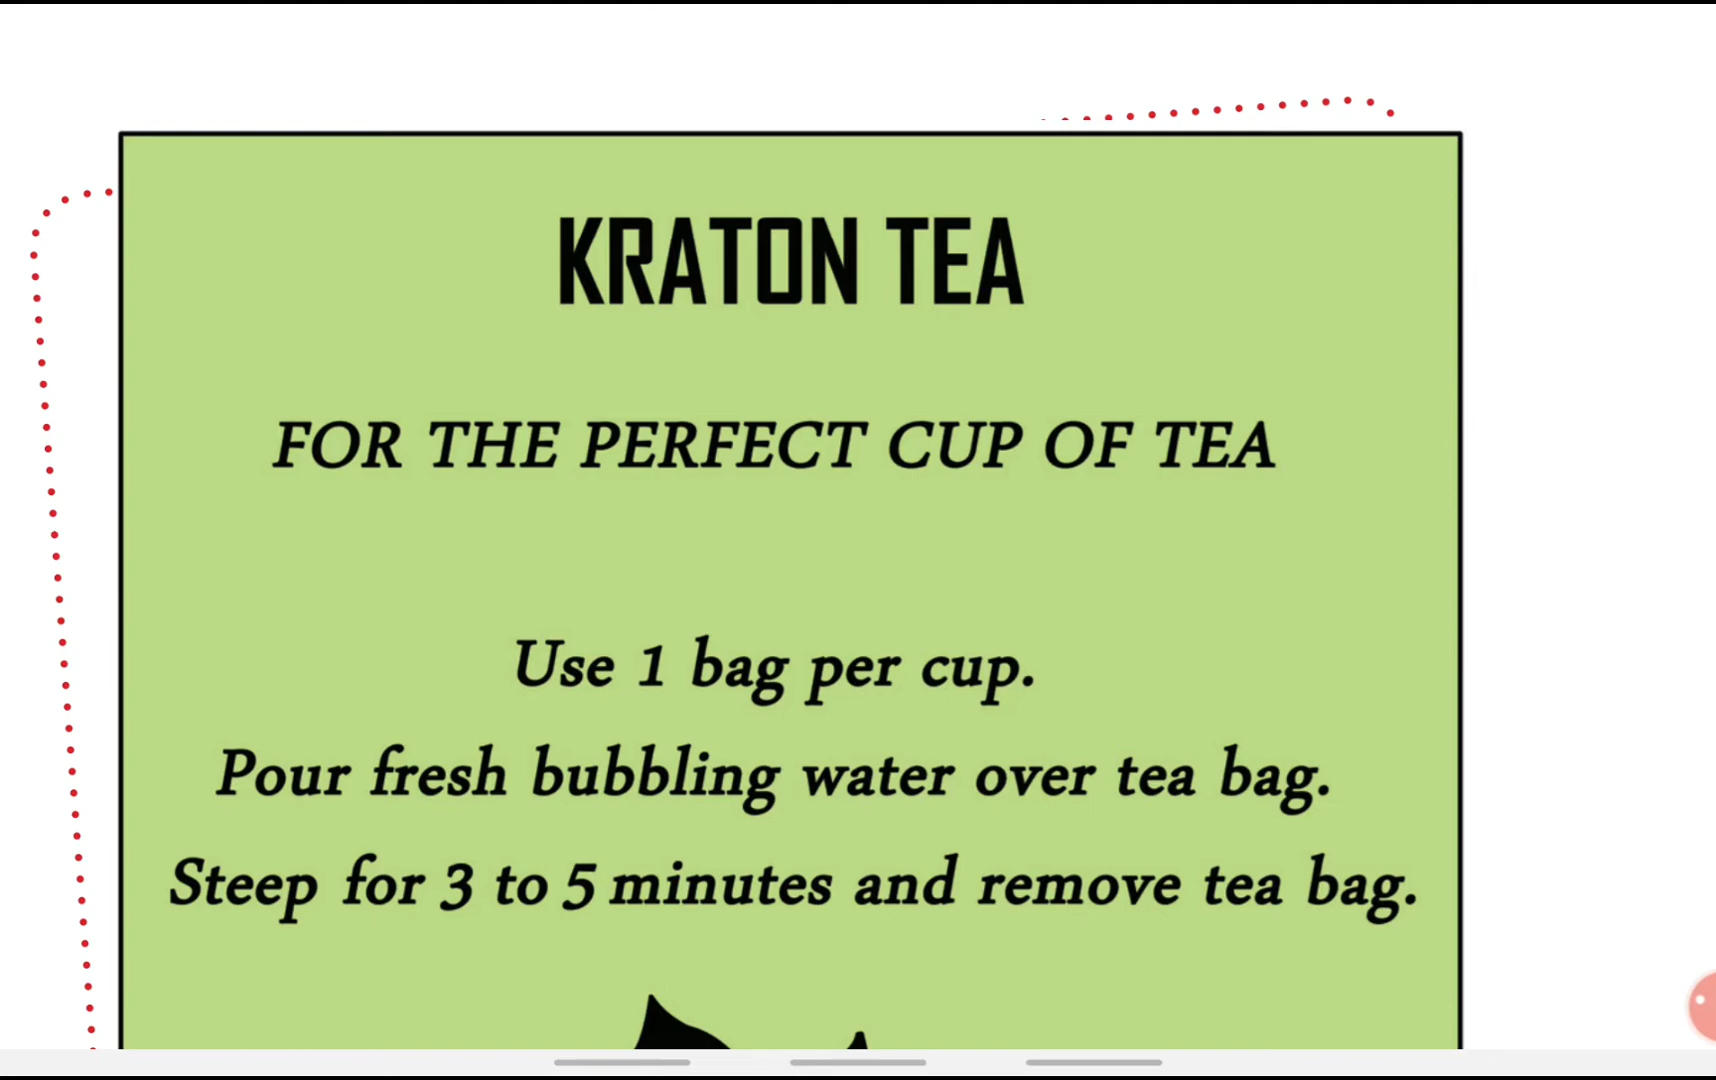 KRATON TEA
FOR THE PERFECT CUP OF TEA
Use 1 bag per cup.
Pour fresh bubbling water over tea bag.
Steep for 3 to 5 minutes and remove tea bag.